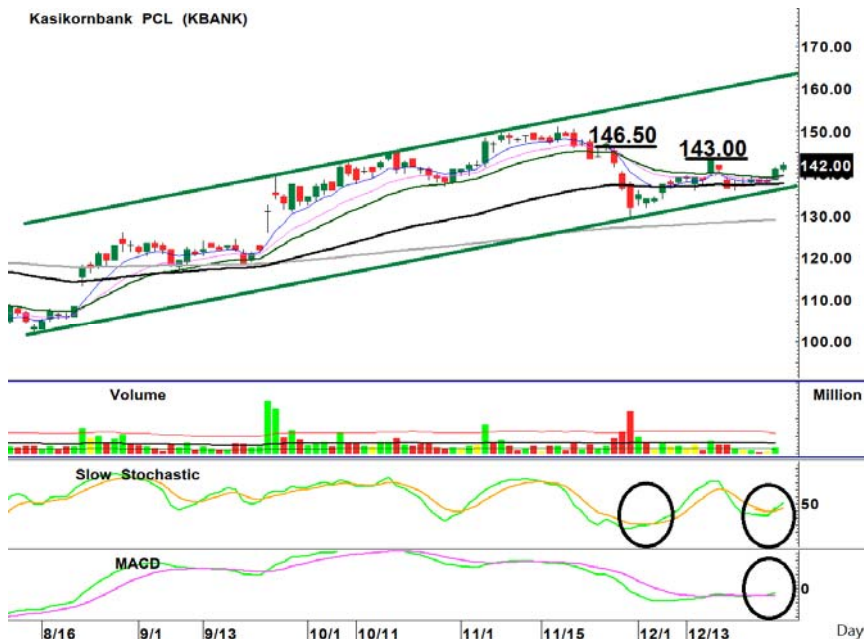 Kasikornbank PCL (KBANK)
170.00
160.00
150.00
146.50
143.00
142.00
130.00
120.00
110.00
100.00
Volume
Million
Slow Stochastic
50
MACD
0
8/16 9/1 9/13 10/1 10/11 11/1 11/15 12/1 12/13
Day